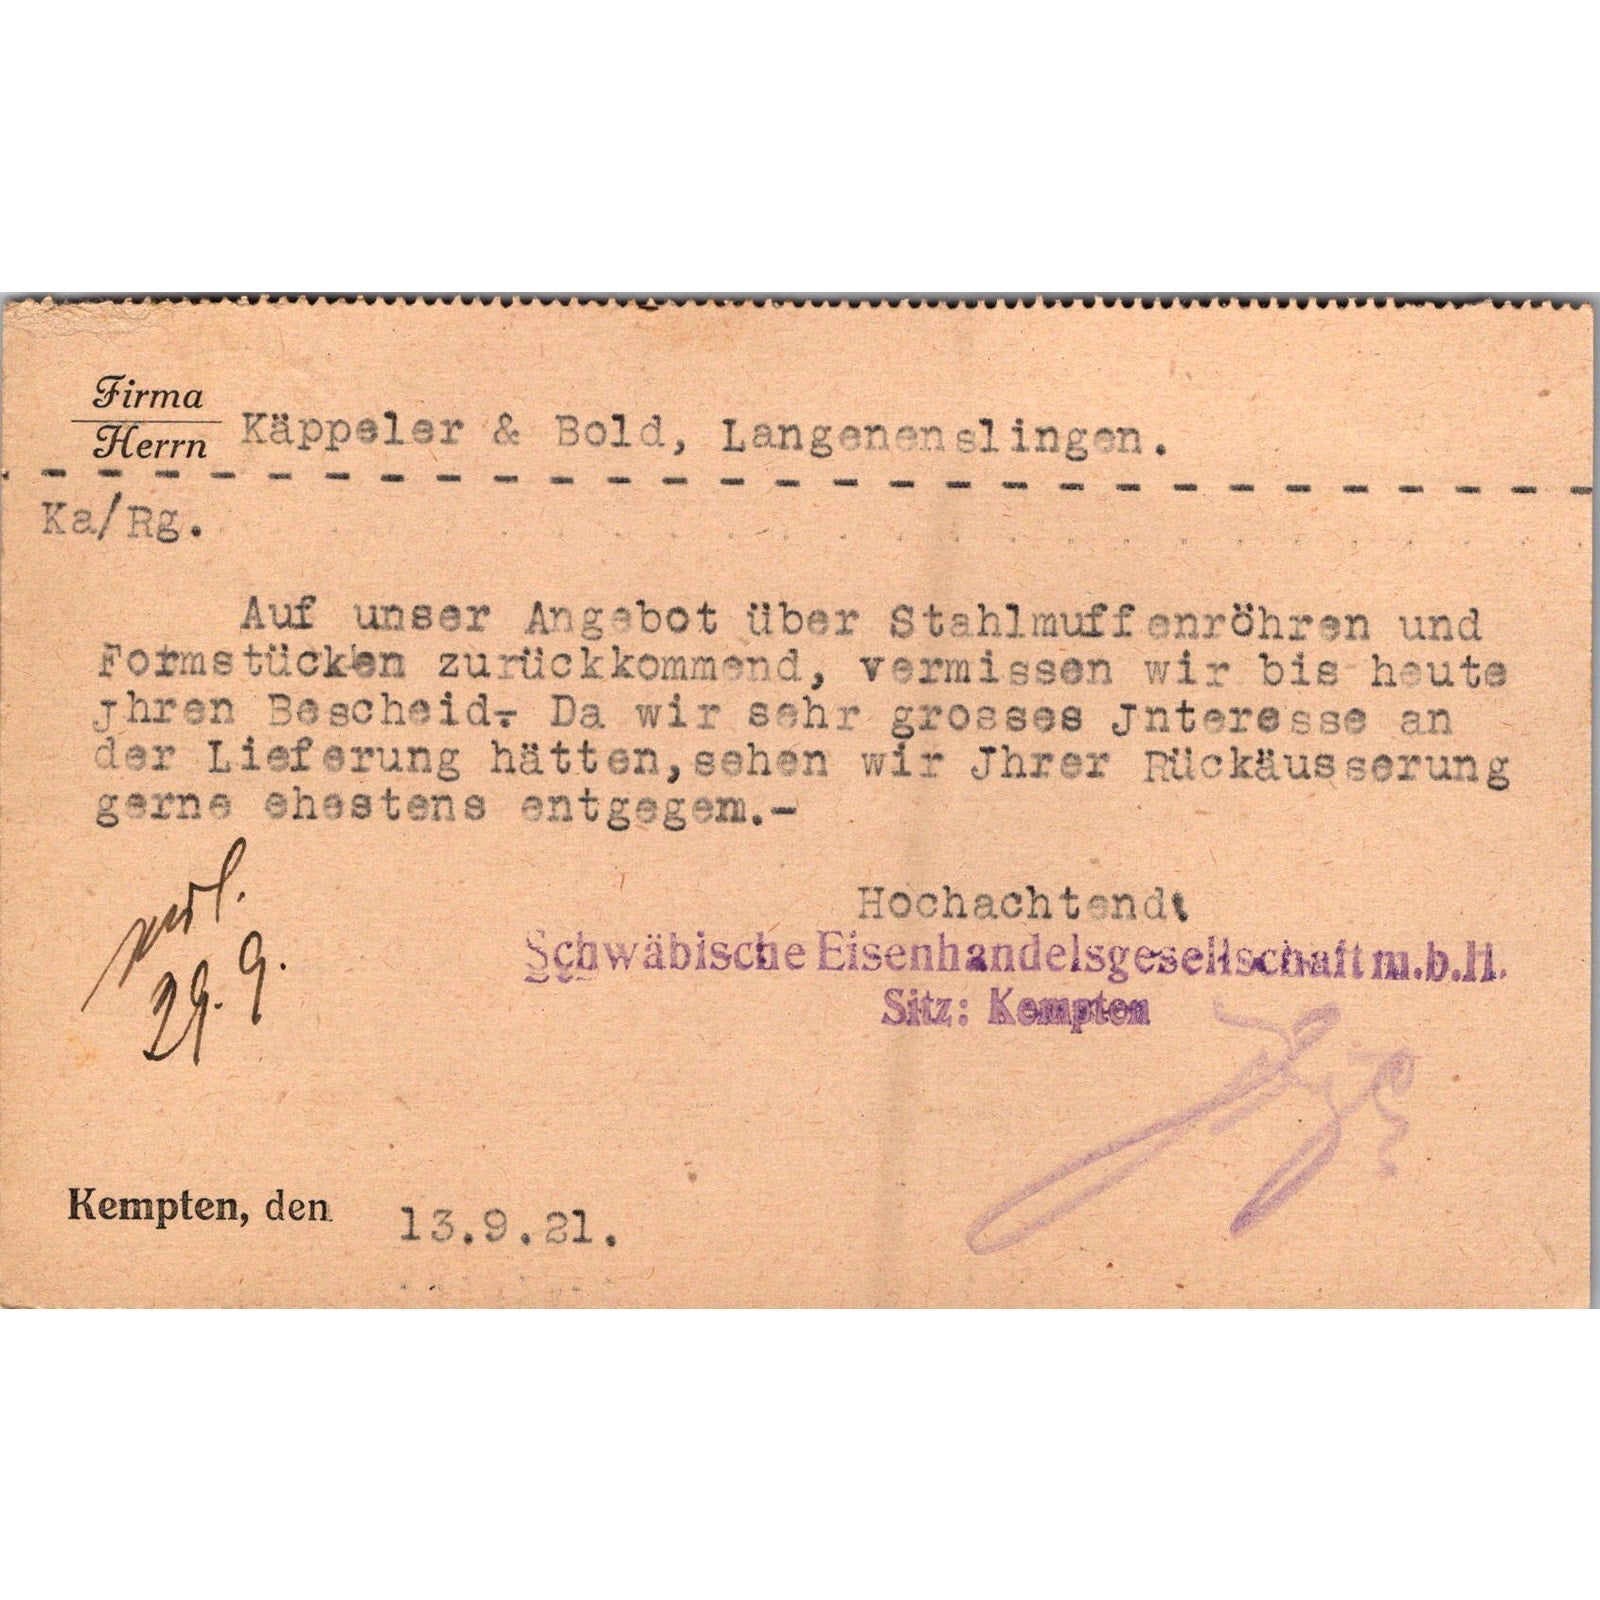 Firma
Herrn Käppeler & Bold, Langenenslingen.
Ka/Rg.
Auf unser Angebot über Stahlmuffenröhren und
Formstücken zurückkommend, vermissen wir bis heute
Jhren Bescheid.- Da wir sehr grosses Jnteresse an
der Lieferung hätten,sehen wir Jhrer Rückäusserung
gerne ehestens entgegem.-
29. 9.
Hochachtend
Schwäbische Eisenhandelsgesellschaft m.b.H.
Sitz: Kempten
Kempten, den 13.9.21.